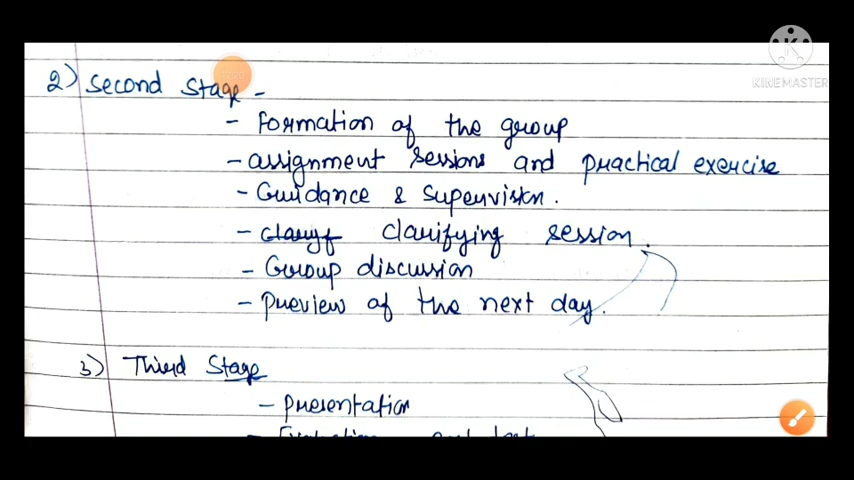 KINEMASTER
2) Second Stage -
- Formation of the group
- assignment sessions and practical exercise
- Guidance & Supervision.
- clarifying session.
- Group discussion
- preview of the next day.
3) Third Stage
- presentation
- Evaluation